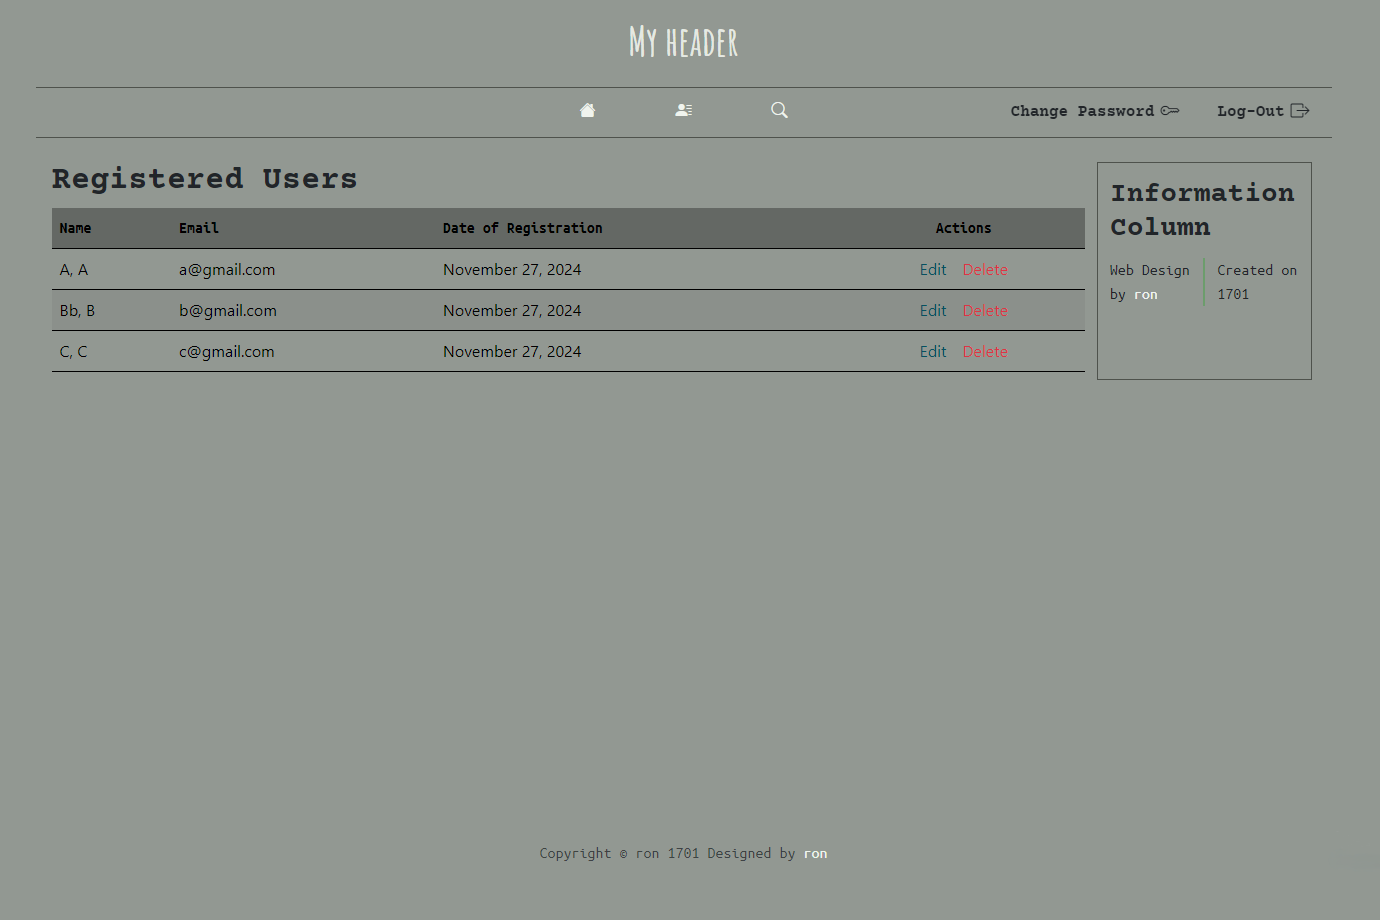 My header
Change Password Log-Out
Registered Users
Name Email Date of Registration Actions
A, A a@gmail.com November 27, 2024 Edit Delete
Bb, B b@gmail.com November 27, 2024 Edit Delete
C, C c@gmail.com November 27, 2024 Edit Delete
Information
Column
Web Design
by ron
Created on
1701
Copyright © ron 1701 Designed by ron